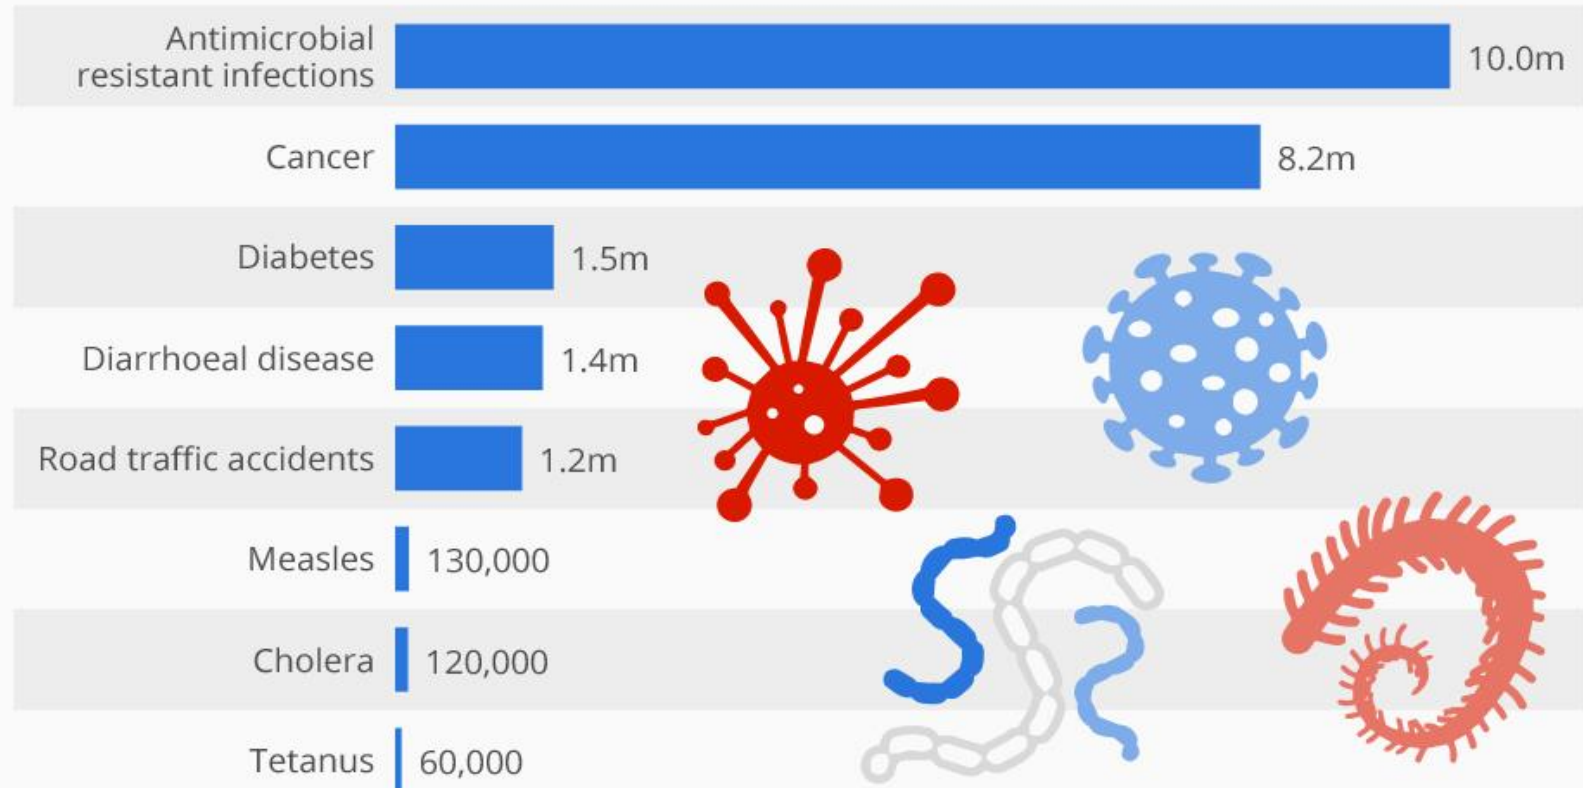 Antimicrobial
resistant infections
10.0m
Cancer
8.2m
Diabetes
1.5m
Diarrhoeal disease
1.4m
Road traffic accidents
1.2m
Measles
130,000
Cholera
120,000
Tetanus
60,000